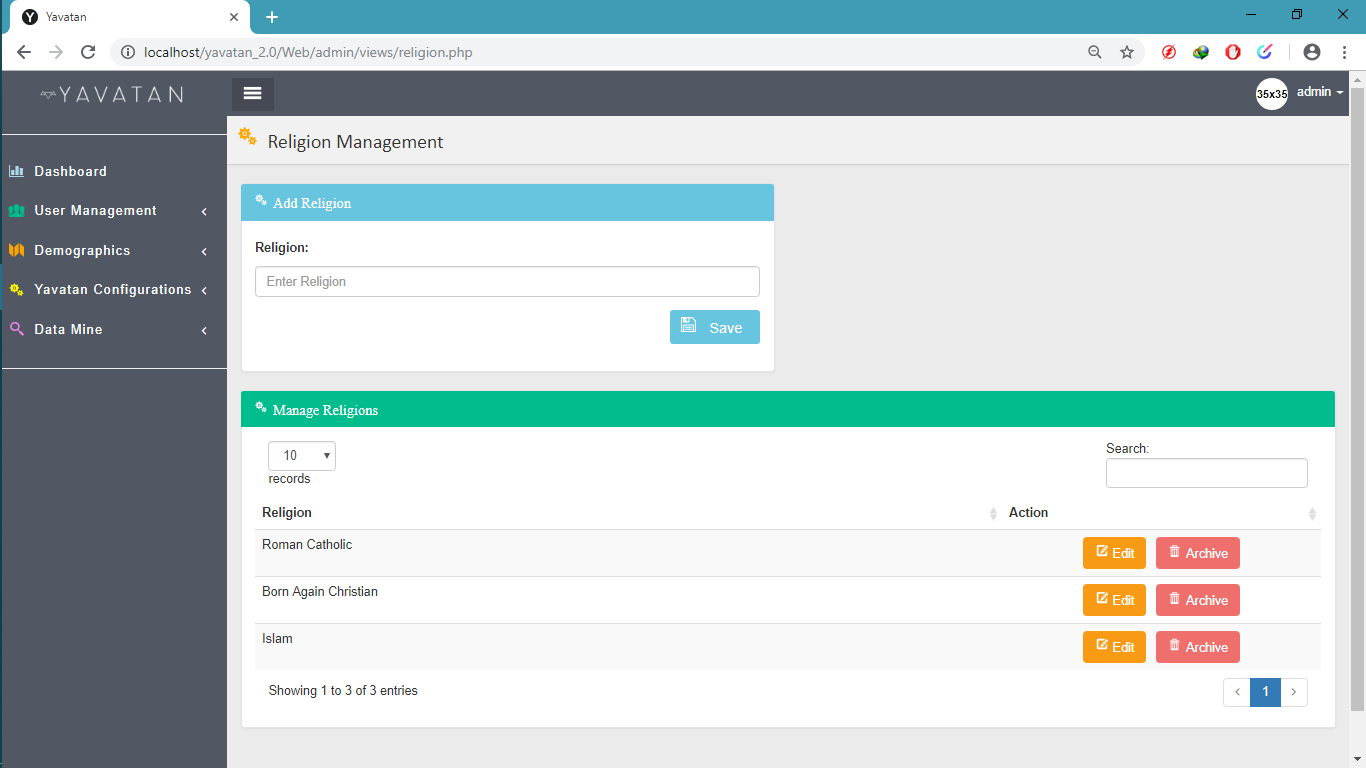 Yavatan
localhost/yavatan_2.0/Web/admin/views/religion.php
YAVATAN
35x35 admin
Religion Management
Dashboard
User Management
Demographics
Yavatan Configurations
Data Mine
Add Religion
Religion:
Enter Religion
Save
Manage Religions
10
records
Search:
Religion Action
Roman Catholic Edit Archive
Born Again Christian Edit Archive
Islam Edit Archive
Showing 1 to 3 of 3 entries
‹ 1 ›